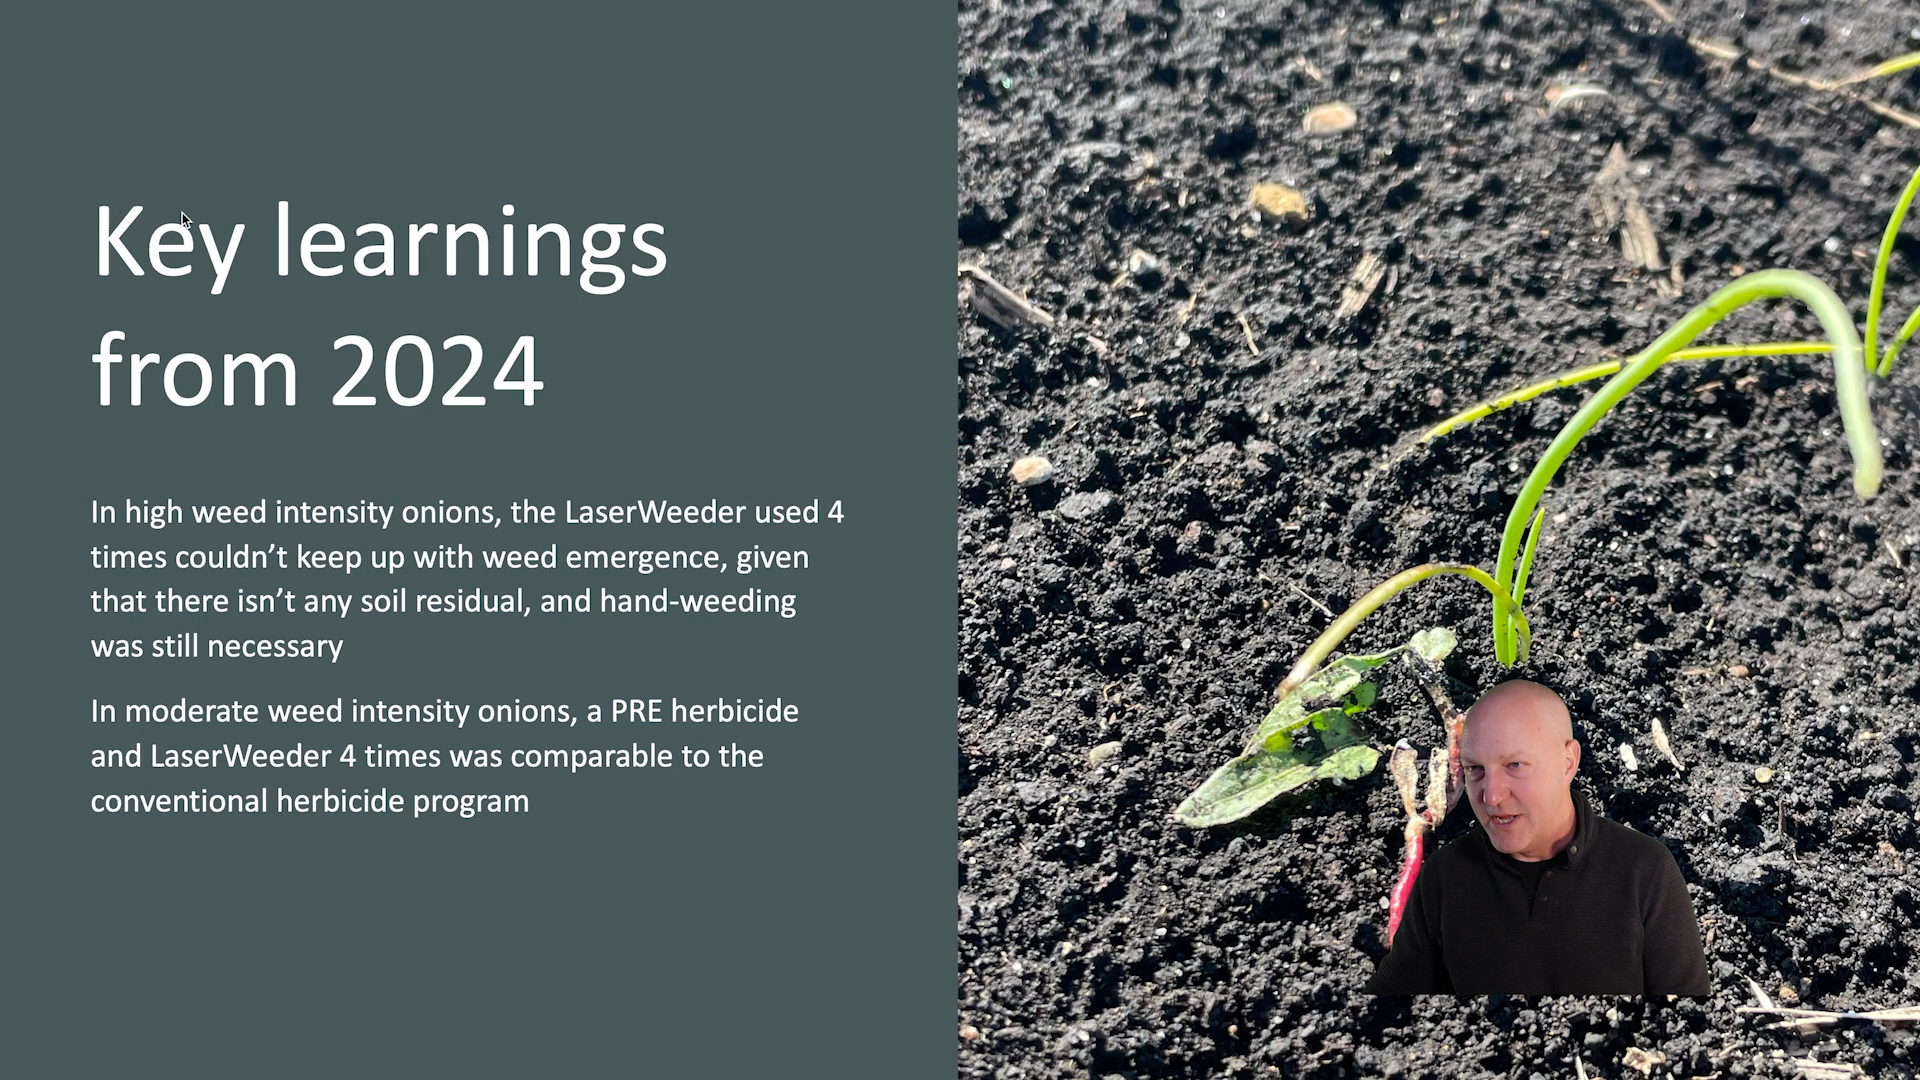 Key learnings
from 2024
In high weed intensity onions, the LaserWeeder used 4
times couldn’t keep up with weed emergence, given
that there isn’t any soil residual, and hand-weeding
was still necessary
In moderate weed intensity onions, a PRE herbicide
and LaserWeeder 4 times was comparable to the
conventional herbicide program